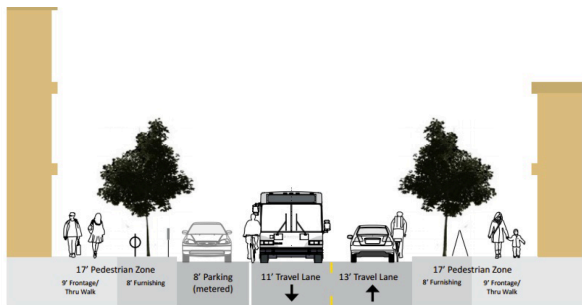 17’ Pedestrian Zone
9’ Frontage/
Thru Walk
8’ Furnishing
8’ Parking
(metered)
11’ Travel Lane
13’ Travel Lane
17’ Pedestrian Zone
8’ Furnishing
9’ Frontage/
Thru Walk